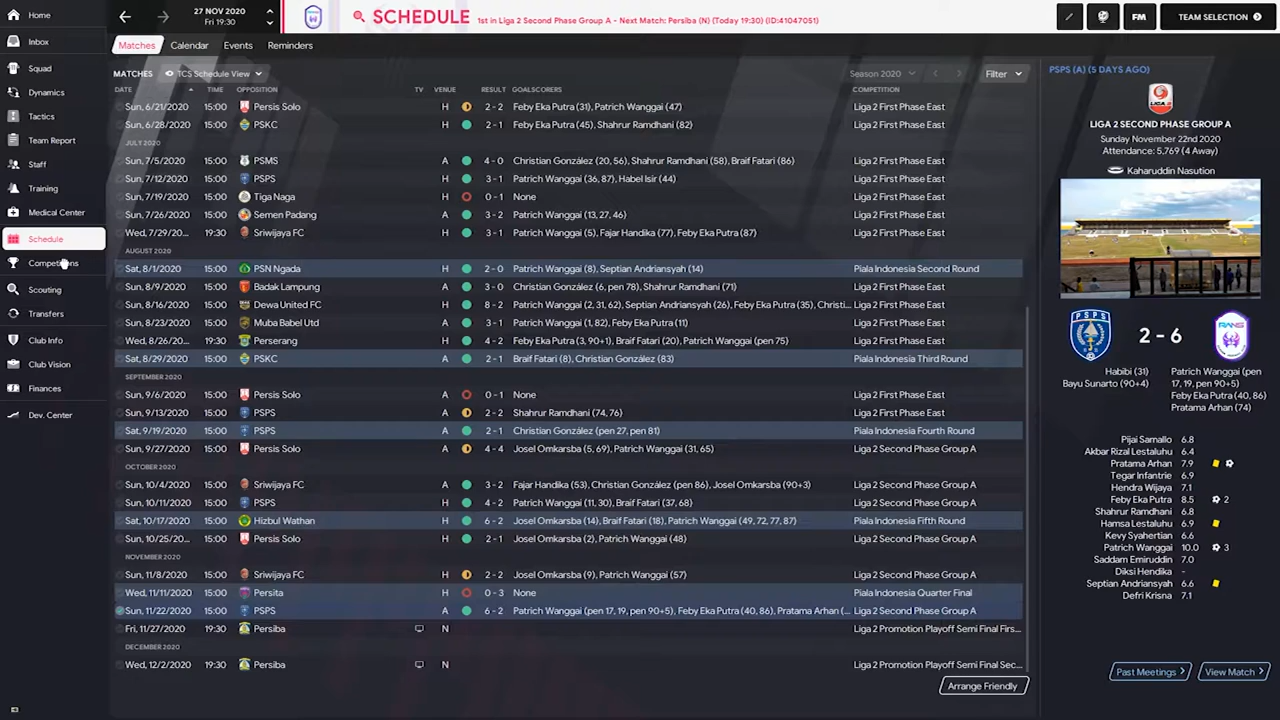 Home
27 NOV 2020
Fri 19:30
SCHEDULE
1st in Liga 2 Second Phase Group A - Next Match: Persiba (N) (Today 19:30) (ID:41047051)
FM
TEAM SELECTION
Inbox
Squad
Dynamics
Tactics
Team Report
Staff
Training
Medical Center
Schedule
Competitions
Scouting
Transfers
Club Info
Club Vision
Finances
Dev. Center
Matches Calendar Events Reminders
MATCHES TCS Schedule View Season 2020 Filter
DATE TIME OPPOSITION TV VENUE RESULT GOALSCORERS COMPETITION
Sun, 6/21/2020 15:00 Persis Solo H 2-2 Feby Eka Putra (31), Patrich Wanggai (47) Liga 2 First Phase East
Sun, 6/28/2020 15:00 PSKC H 2-1 Feby Eka Putra (45), Shahrur Ramdhani (82) Liga 2 First Phase East
JULY 2020
Sun, 7/5/2020 15:00 PSMS A 4-0 Christian González (20, 56), Shahrur Ramdhani (58), Braif Fatari (86) Liga 2 First Phase East
Sun, 7/12/2020 15:00 PSPS A 3-1 Patrich Wanggai (36, 87), Habel Isir (44) Liga 2 First Phase East
Sun, 7/19/2020 15:00 Tiga Naga H 0-1 None Liga 2 First Phase East
Sun, 7/26/2020 15:00 Semen Padang A 3-2 Patrich Wanggai (13, 27, 46) Liga 2 First Phase East
Wed, 7/29/20... 19:30 Sriwijaya FC H 3-1 Patrich Wanggai (5), Fajar Handika (77), Feby Eka Putra (87) Liga 2 First Phase East
AUGUST 2020
Sat, 8/1/2020 15:00 PSN Ngada H 2-0 Patrich Wanggai (8), Septian Andriansyah (14) Piala Indonesia Second Round
Sun, 8/9/2020 15:00 Badak Lampung H 3-0 Christian González (6, pen 78), Shahrur Ramdhani (71) Liga 2 First Phase East
Sun, 8/16/2020 15:00 Dewa United FC H 8-2 Patrich Wanggai (2, 31, 62), Septian Andriansyah (26), Feby Eka Putra (35), Christi... Liga 2 First Phase East
Sun, 8/23/2020 15:00 Muba Babel Utd A 3-1 Patrich Wanggai (1, 82), Feby Eka Putra (11) Liga 2 First Phase East
Wed, 8/26/20... 19:30 Perserang H 4-2 Feby Eka Putra (3, 90+1), Braif Fatari (20), Patrich Wanggai (pen 75) Liga 2 First Phase East
Sat, 8/29/2020 15:00 PSKC A 2-1 Braif Fatari (8), Christian González (83) Piala Indonesia Third Round
SEPTEMBER 2020
Sun, 9/6/2020 15:00 Persis Solo A 0-1 None Liga 2 First Phase East
Sun, 9/13/2020 15:00 PSPS A 2-2 Shahrur Ramdhani (74, 76) Liga 2 First Phase East
Sat, 9/19/2020 15:00 PSPS A 2-1 Christian González (pen 27, pen 81) Piala Indonesia Fourth Round
Sun, 9/27/2020 15:00 Persis Solo A 4-4 Josel Omkarsba (5, 69), Patrich Wanggai (31, 65) Liga 2 Second Phase Group A
OCTOBER 2020
Sun, 10/4/2020 15:00 Sriwijaya FC A 3-2 Fajar Handika (53), Christian González (pen 86), Josel Omkarsba (90+3) Liga 2 Second Phase Group A
Sun, 10/11/2020 15:00 PSPS H 4-2 Patrich Wanggai (11, 30), Braif Fatari (37, 68) Liga 2 Second Phase Group A
Sat, 10/17/2020 15:00 Hizbul Wathan H 6-2 Josel Omkarsba (14), Braif Fatari (18), Patrich Wanggai (49, 72, 77, 87) Piala Indonesia Fifth Round
Sun, 10/25/20... 15:00 Persis Solo H 2-1 Josel Omkarsba (2), Patrich Wanggai (48) Liga 2 Second Phase Group A
NOVEMBER 2020
Sun, 11/8/2020 15:00 Sriwijaya FC H 2-2 Josel Omkarsba (9), Patrich Wanggai (57) Liga 2 Second Phase Group A
Wed, 11/11/2020 15:00 Persita H 0-3 None Piala Indonesia Quarter Final
Sun, 11/22/2020 15:00 PSPS A 6-2 Patrich Wanggai (pen 17, 19, pen 90+5), Feby Eka Putra (40, 86), Pratama Arhan (... Liga 2 Second Phase Group A
Fri, 11/27/2020 19:30 Persiba N Liga 2 Promotion Playoff Semi Final Firs...
DECEMBER 2020
Wed, 12/2/2020 19:30 Persiba N Liga 2 Promotion Playoff Semi Final Sec...
Arrange Friendly
PSPS (A) (5 DAYS AGO)
LIGA 2
LIGA 2 SECOND PHASE GROUP A
Sunday November 22nd 2020
Attendance: 5,769 (4 Away)
Kaharuddin Nasution
PSPS
2 - 6
RANS
Habibi (31)
Bayu Sunarto (90+4)
Patrich Wanggai (pen
17, 19, pen 90+5)
Feby Eka Putra (40, 86)
Pratama Arhan (74)
Pijai Samallo 6.8
Akbar Rizal Lestaluhu 6.4
Pratama Arhan 7.9
Tegar Infantrie 6.9
Hendra Wijaya 7.1
Feby Eka Putra 8.5 2
Shahrur Ramdhani 6.8
Hamsa Lestaluhu 6.9
Kevy Syahertian 6.6
Patrich Wanggai 10.0 3
Saddam Emiruddin 7.0
Diksi Hendika -
Septian Andriansyah 6.6
Defri Krisna 7.1
Past Meetings
View Match